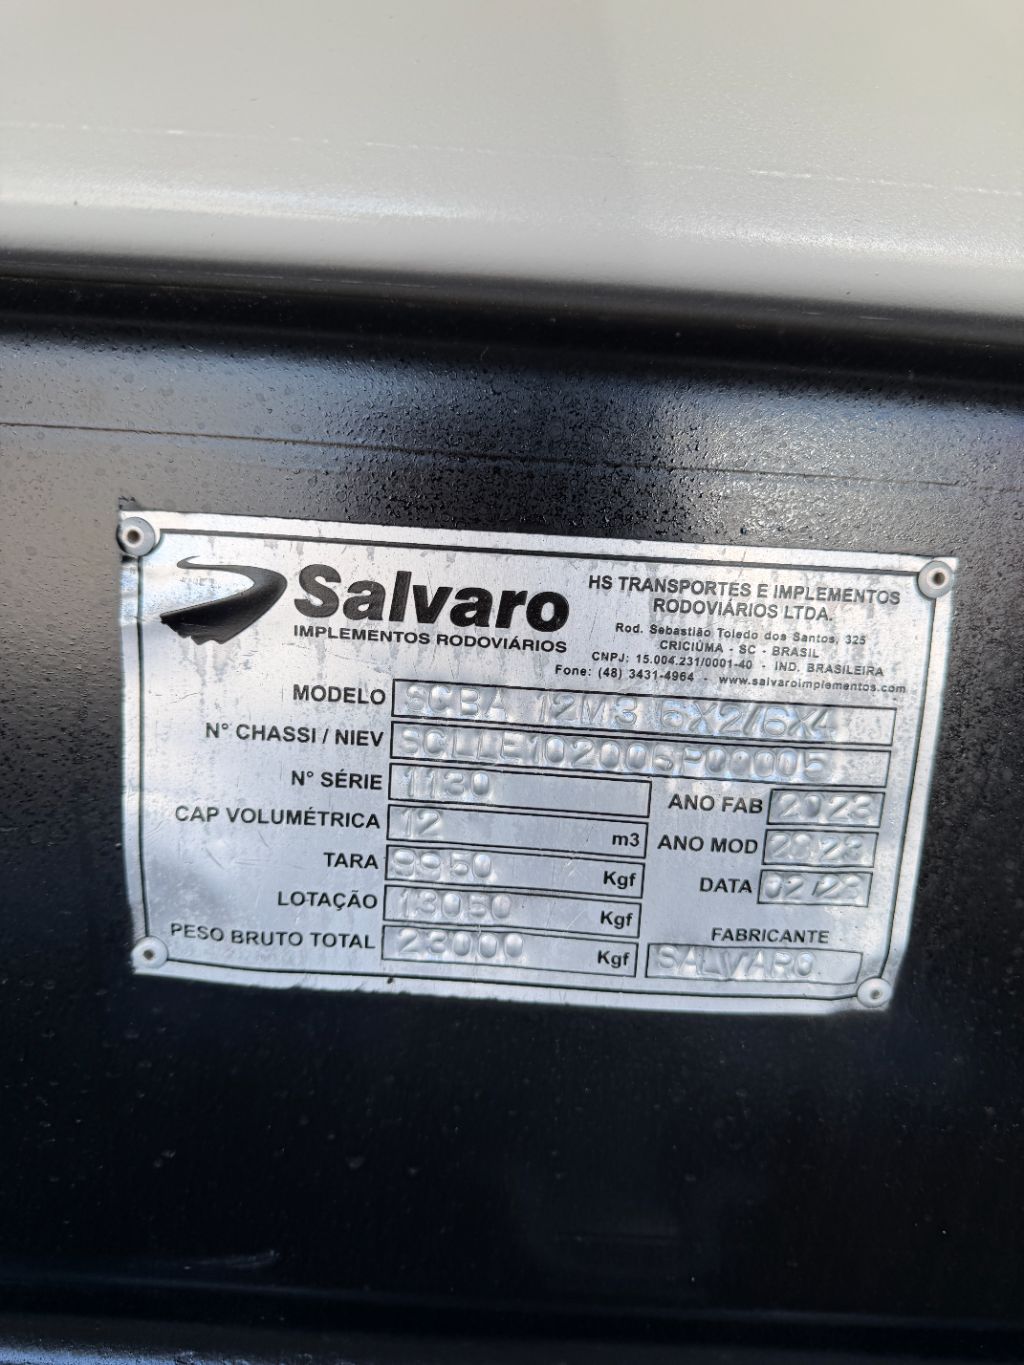 Salvaro
IMPLEMENTOS RODOVIÁRIOS
HS TRANSPORTES E IMPLEMENTOS
RODOVIÁRIOS LTDA.
Rod. Sebastião Toledo dos Santos, 325
CRICIÚMA - SC - BRASIL
CNPJ: 15.004.231/0001-40 - IND. BRASILEIRA
Fone: (48) 3431-4964 - www.salvaroimplementos.com
MODELO SCBA 12M3 6X2/6X4
N° CHASSI / NIEV
N° SÉRIE 1130
ANO FAB 2023
CAP VOLUMÉTRICA 12 m3
ANO MOD 2023
TARA 9950 Kgf
DATA 02/23
LOTAÇÃO 13050 Kgf
FABRICANTE
PESO BRUTO TOTAL 23000 Kgf
SALVARO